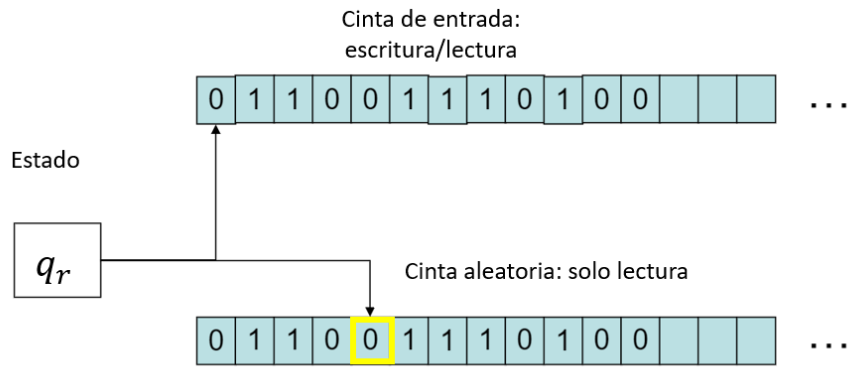 Cinta de entrada:
escritura/lectura
0 1 1 0 0 1 1 1 0 1 0 0
...
Estado
q_r
Cinta aleatoria: solo lectura
0 1 1 0 0 1 1 1 0 1 0 0
...